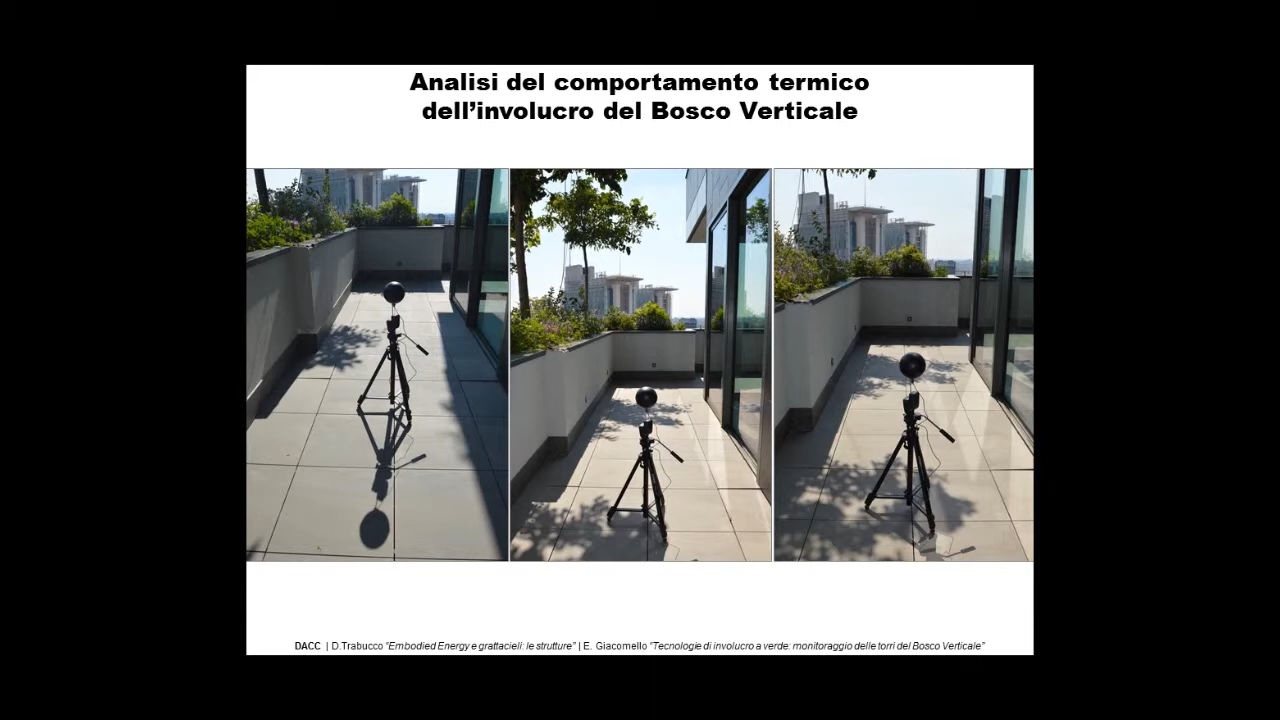 Analisi del comportamento termico
dell’involucro del Bosco Verticale
DACC | D.Trabucco “Embodied Energy e grattacieli: le strutture” | E. Giacomello “Tecnologie di involucro a verde: monitoraggio delle torri del Bosco Verticale”